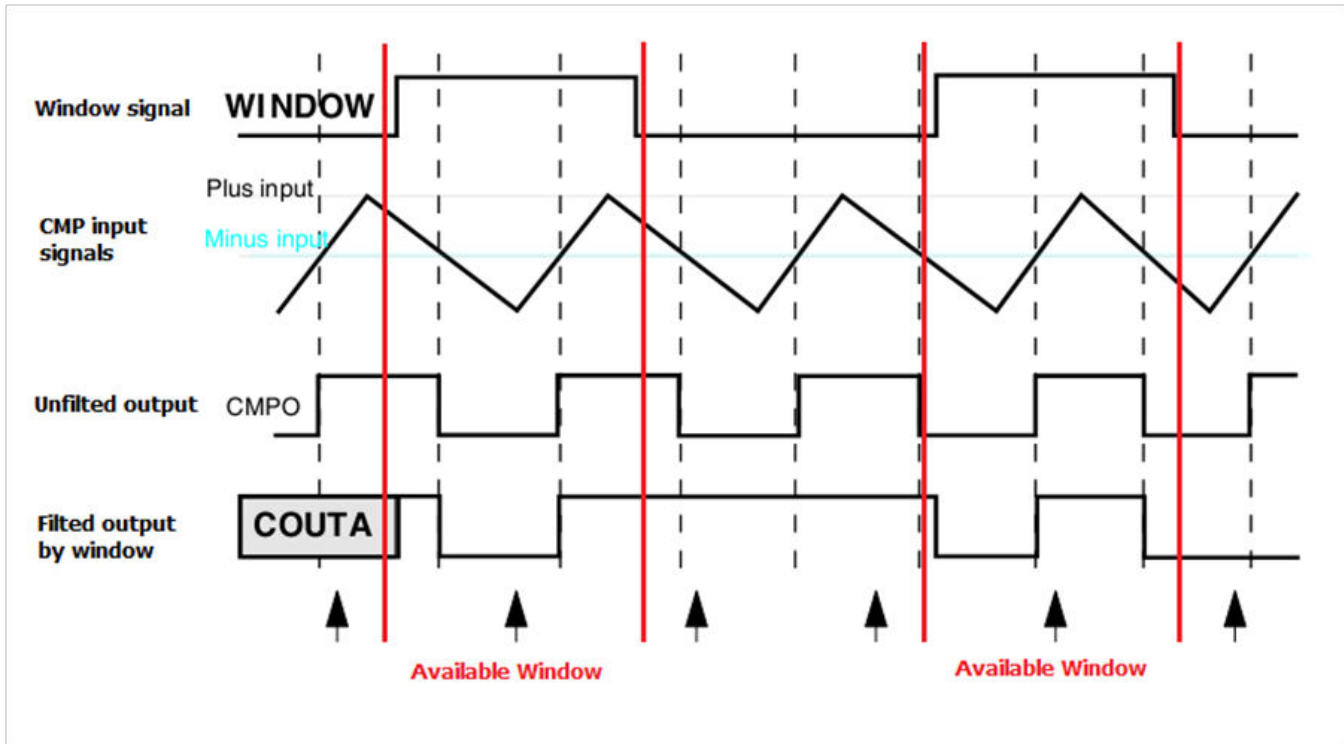 Window signal
WINDOW
Plus input
CMP input
signals
Minus input
Unfilted output
CMPO
Filted output
by window
COUTA
Available Window
Available Window